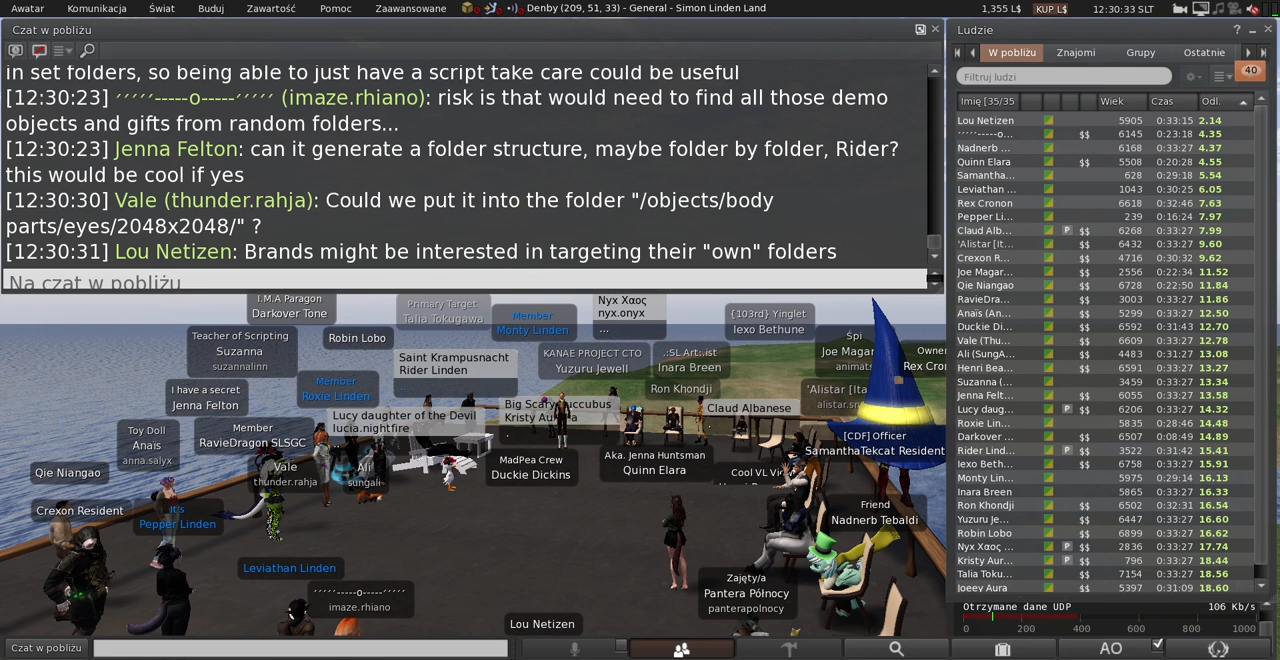 Awatar Komunikacja Świat Buduj Zawartość Pomoc Zaawansowane Denby (209, 51, 33) - General - Simon Linden Land 1,355 L$ KUP L$ 12:30:33 SLT
Czat w pobliżu
in set folders, so being able to just have a script take care could be useful
[12:30:23] ՛՛՛՛՛-----o-----՛՛՛՛՛ (imaze.rhiano): risk is that would need to find all those demo
objects and gifts from random folders...
[12:30:23] Jenna Felton: can it generate a folder structure, maybe folder by folder, Rider?
this would be cool if yes
[12:30:30] Vale (thunder.rahja): Could we put it into the folder "/objects/body
parts/eyes/2048x2048/" ?
[12:30:31] Lou Netizen: Brands might be interested in targeting their "own" folders
Na czat w pobliżu
I.M.A Paragon
Darkover Tone
Primary Target
Talia Tokugawa
Member
Monty Linden
Nyx Χαος
nyx.onyx
...
{103rd} Yinglet
Iexo Bethune
Teacher of Scripting
Suzanna
suzannalinn
Robin Lobo
Saint Krampusnacht
Rider Linden
KANAE PROJECT CTO
Yuzuru Jewell
.:SL Art:.ist
Inara Breen
Śpi
Joe Magar
animats
Owner
Rex Cron
I have a secret
Jenna Felton
Member
Roxie Linden
Ron Khondji
'Alistar [Ita
alistar.sn
Lucy daughter of the Devil
lucia.nightfire
Big Scary Succubus
Kristy Aurora
Claud Albanese
Toy Doll
Anaïs
anna.salyx
Member
RavieDragon SLSGC
[CDF] Officer
SamanthaTekcat Resident
MadPea Crew
Duckie Dickins
Aka. Jenna Huntsman
Quinn Elara
Cool VL View
Qie Niangao
Vale
thunder.rahja
Ali
sungali
Crexon Resident
It's
Pepper Linden
Friend
Nadnerb Tebaldi
Leviathan Linden
՛՛՛՛՛-----o-----՛՛՛՛՛
imaze.rhiano
Zajęty/a
Pantera Północy
panterapolnocy
Lou Netizen
Czat w pobliżu
Ludzie
W pobliżu Znajomi Grupy Ostatnie
Filtruj ludzi 40
Imię [35/35 Wiek Czas Odl.
Lou Netizen 5905 0:33:15 2.14
՛՛՛՛՛-----o... $$ 6145 0:23:18 4.35
Nadnerb ... 6168 0:33:27 4.37
Quinn Elara $$ 5508 0:20:28 4.55
Samantha... 628 0:29:18 5.54
Leviathan ... 1043 0:30:25 6.05
Rex Cronon 6618 0:32:46 7.63
Pepper Li... 239 0:16:24 7.97
Claud Alb... P $$ 6268 0:33:27 7.99
'Alistar [It... $$ 6432 0:33:27 9.60
Crexon R... $$ 4716 0:30:32 9.62
Joe Magar... $$ 2556 0:22:34 11.52
Qie Niangao $$ 6728 0:22:50 11.84
RavieDra... $$ 3003 0:33:27 11.86
Anaïs (An... $$ 5299 0:33:27 12.50
Duckie Di... $$ 6592 0:31:43 12.70
Vale (Thu... $$ 6609 0:33:27 12.78
Ali (SungA... $$ 4483 0:31:27 13.08
Henri Bea... $$ 6591 0:33:27 13.27
Suzanna (... 3459 0:33:27 13.34
Jenna Felt... $$ 6055 0:33:27 13.58
Lucy daug... P $$ 6206 0:33:27 14.32
Roxie Lin... 5835 0:28:46 14.48
Darkover ... $$ 6507 0:08:49 14.89
Rider Lind... P $$ 3522 0:31:42 15.41
Iexo Beth... $$ 6758 0:33:27 15.91
Monty Lin... 5975 0:29:14 16.13
Inara Breen 5865 0:33:27 16.33
Ron Khondji $$ 6502 0:32:31 16.54
Yuzuru Je... $$ 6447 0:33:27 16.60
Robin Lobo $$ 6899 0:33:27 16.62
Nyx Χαος ... P $$ 2836 0:33:27 17.74
Kristy Aur... P $$ 796 0:33:27 18.44
Talia Toku... $$ 7154 0:33:27 18.56
Joeey Aura $$ 5397 0:31:09 18.60
Otrzymane dane UDP 106 Kb/s
0 200 400 600 800 1000
AO